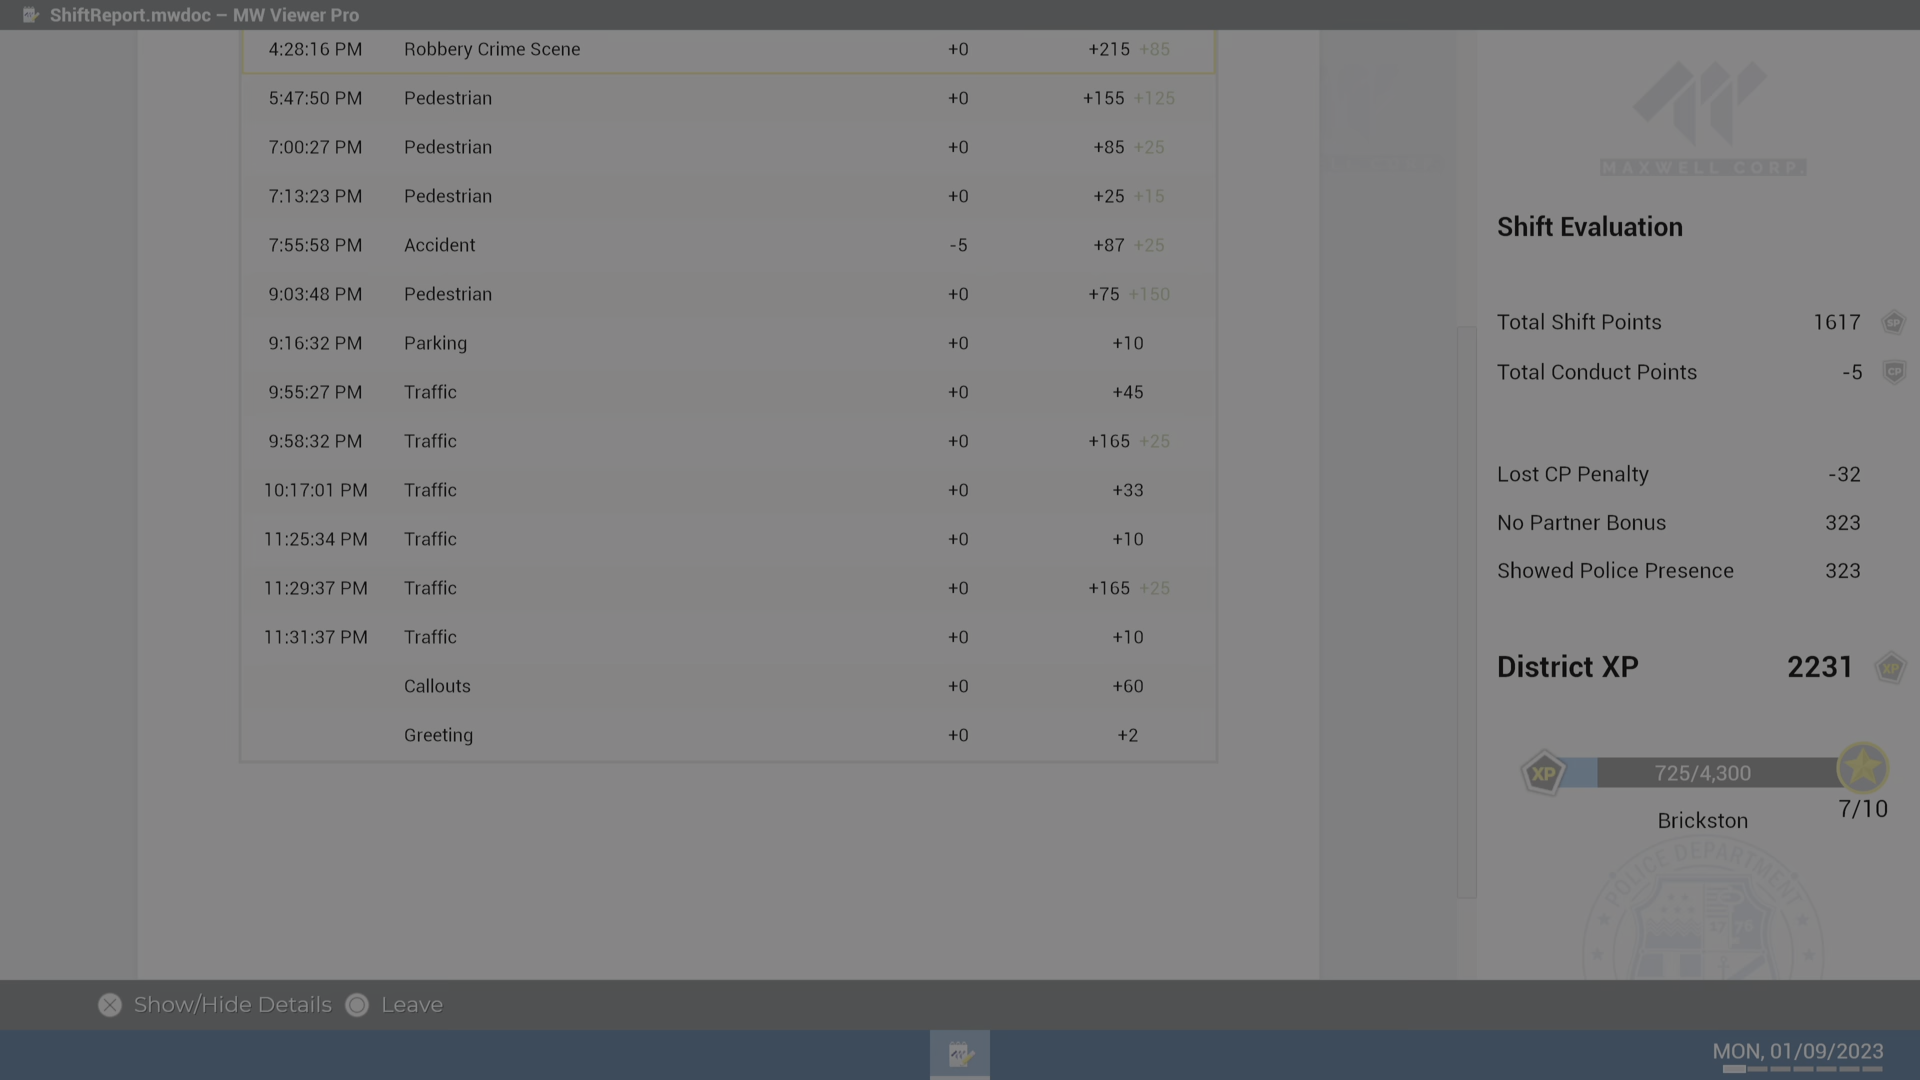 ShiftReport.mwdoc – MW Viewer Pro
4:28:16 PM Robbery Crime Scene +0 +215 +85
5:47:50 PM Pedestrian +0 +155 +125
7:00:27 PM Pedestrian +0 +85 +25
7:13:23 PM Pedestrian +0 +25 +15
7:55:58 PM Accident -5 +87 +25
9:03:48 PM Pedestrian +0 +75 +150
9:16:32 PM Parking +0 +10
9:55:27 PM Traffic +0 +45
9:58:32 PM Traffic +0 +165 +25
10:17:01 PM Traffic +0 +33
11:25:34 PM Traffic +0 +10
11:29:37 PM Traffic +0 +165 +25
11:31:37 PM Traffic +0 +10
Callouts +0 +60
Greeting +0 +2
MAXWELL CORP.
Shift Evaluation
Total Shift Points 1617 SP
Total Conduct Points -5 CP
Lost CP Penalty -32
No Partner Bonus 323
Showed Police Presence 323
District XP 2231 XP
XP 725/4,300
7/10
Brickston
POLICE DEPARTMENT
Show/Hide Details Leave
MON, 01/09/2023